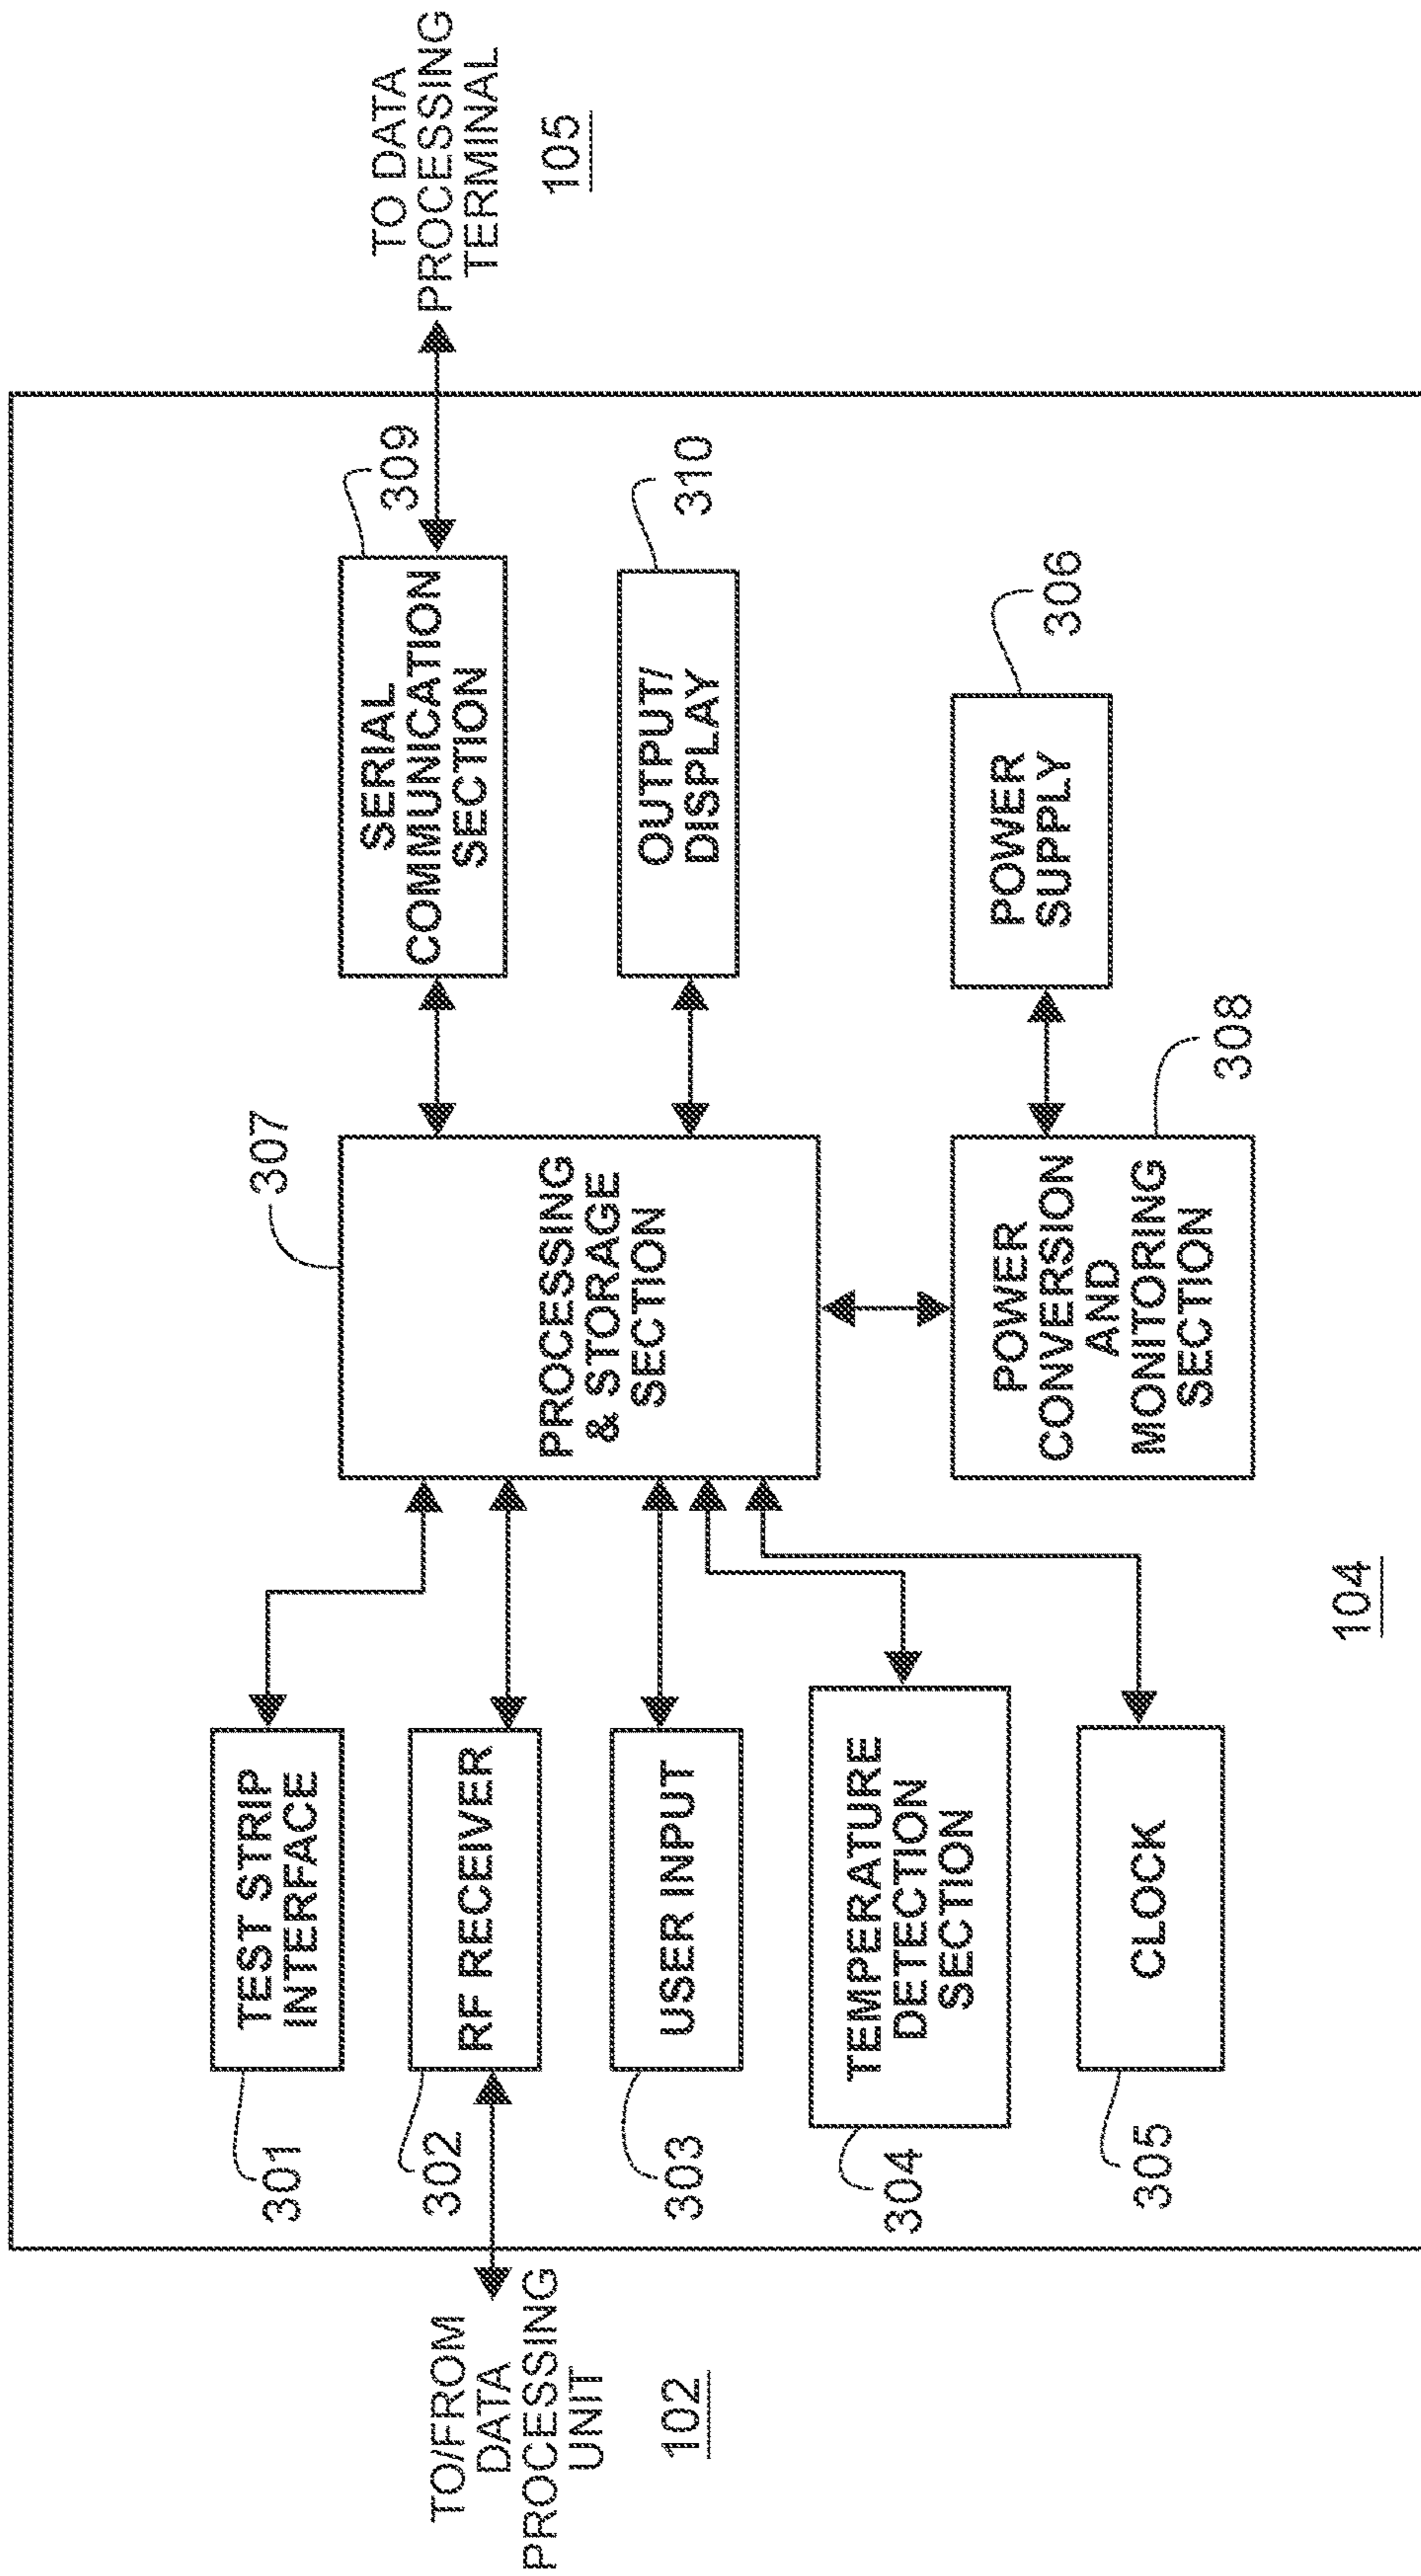 TO/FROM
DATA
PROCESSING
UNIT
102
301
TEST STRIP
INTERFACE
302
RF RECEIVER
303
USER INPUT
304
TEMPERATURE
DETECTION
SECTION
305
CLOCK
307
PROCESSING
& STORAGE
SECTION
POWER
CONVERSION
AND
MONITORING
SECTION
308
SERIAL
COMMUNICATION
SECTION
309
OUTPUT/
DISPLAY
310
POWER
SUPPLY
306
104
TO DATA
PROCESSING
TERMINAL
105